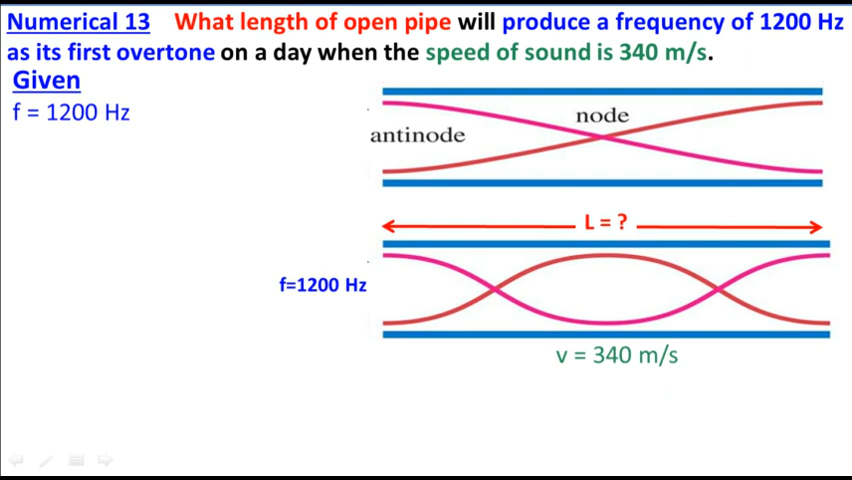 Numerical 13 What length of open pipe will produce a frequency of 1200 Hz
as its first overtone on a day when the speed of sound is 340 m/s.
Given
f = 1200 Hz
node
antinode
L = ?
f=1200 Hz
v = 340 m/s